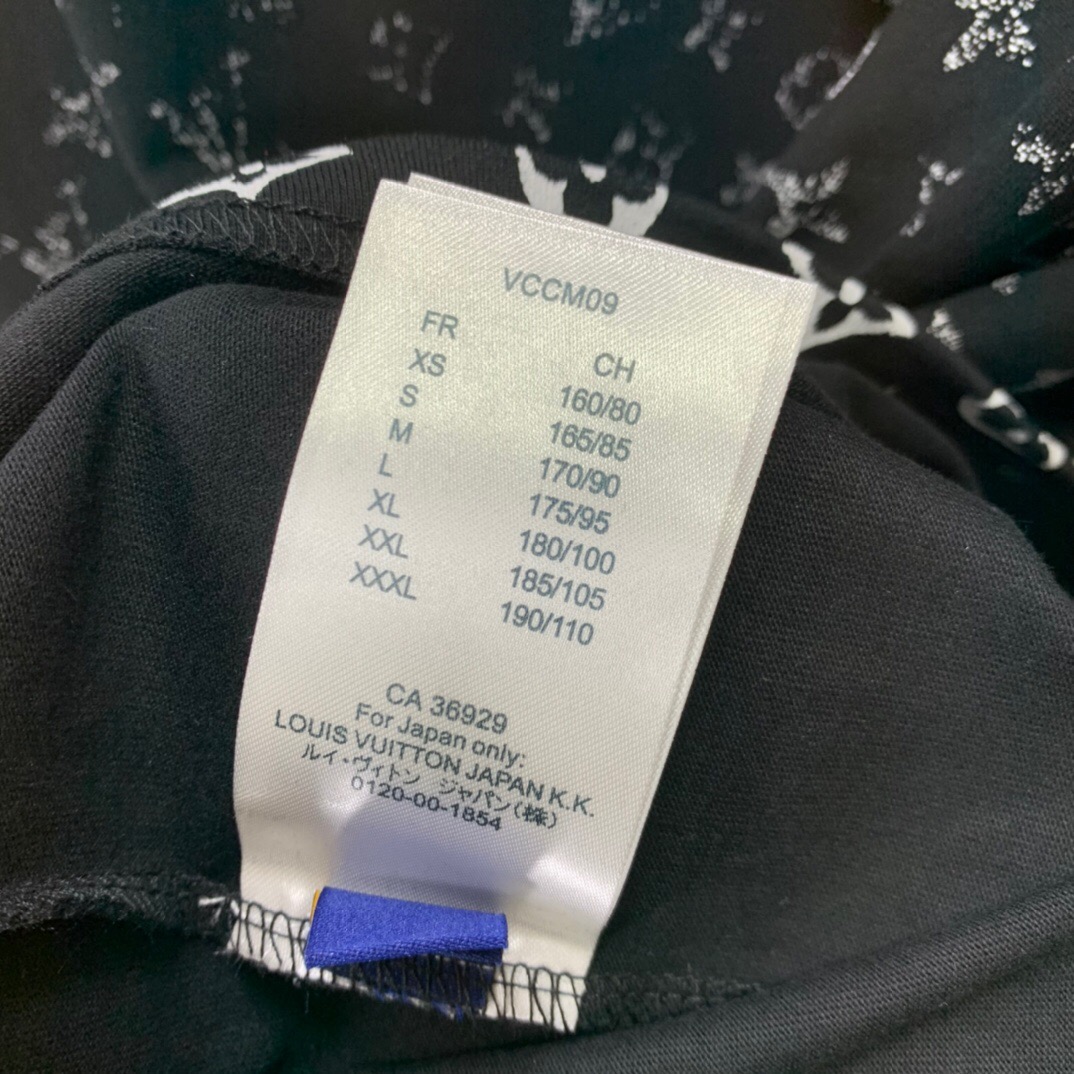 VCCM09
FR CH
XS 160/80
S 165/85
M 170/90
L 175/95
XL 180/100
XXL 185/105
XXXL 190/110
CA 36929
For Japan only:
LOUIS VUITTON JAPAN K.K.
ルイ・ヴィトン ジャパン(株)
0120-00-1854